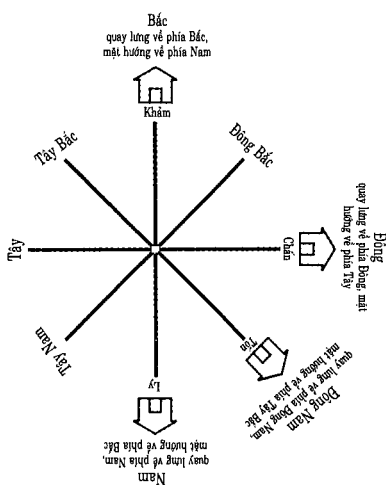 Bắc
quay lưng về phía Bắc,
mặt hướng về phía Nam
Khảm
Tây Bắc
Đông Bắc
Tây
Chấn
Đông
quay lưng về phía Đông, mặt
hướng về phía Tây
Tây Nam
Tốn
Đông Nam
quay lưng về phía Đông Nam,
mặt hướng về phía Tây Bắc
Ly
Nam
quay lưng về phía Nam,
mặt hướng về phía Bắc